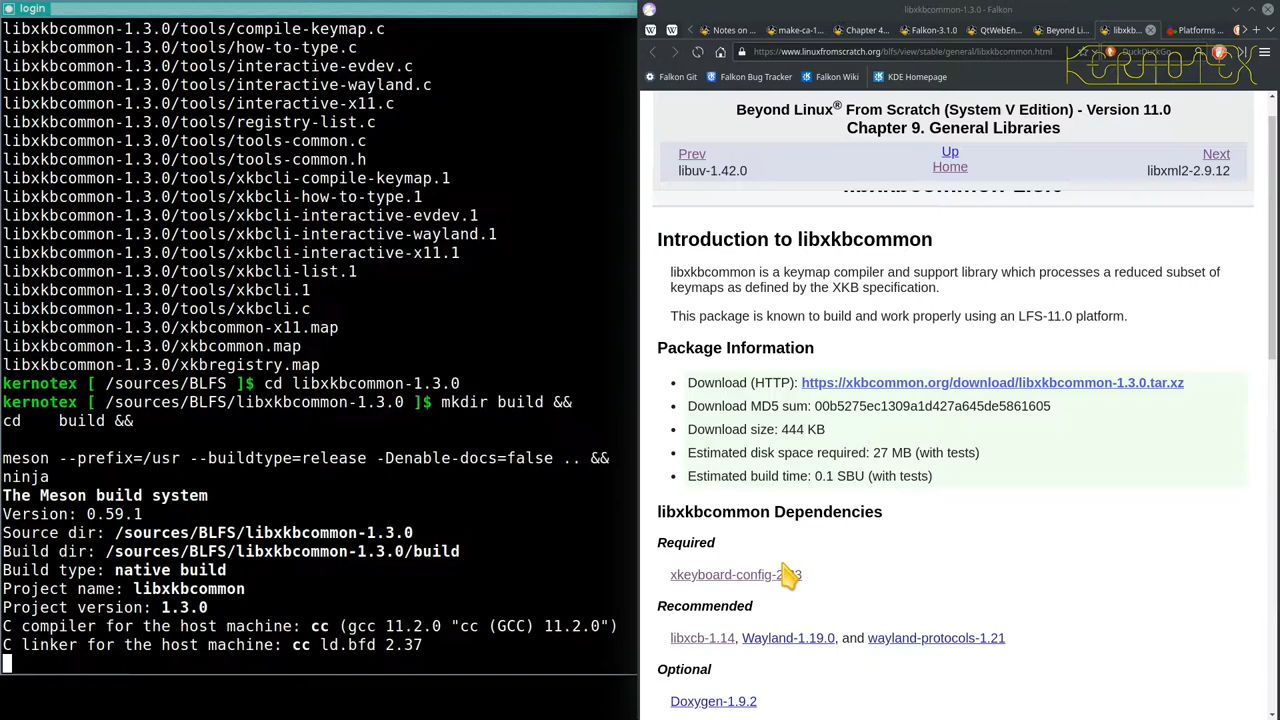 login
libxkbcommon-1.3.0/tools/compile-keymap.c
libxkbcommon-1.3.0/tools/how-to-type.c
libxkbcommon-1.3.0/tools/interactive-evdev.c
libxkbcommon-1.3.0/tools/interactive-wayland.c
libxkbcommon-1.3.0/tools/interactive-x11.c
libxkbcommon-1.3.0/tools/registry-list.c
libxkbcommon-1.3.0/tools/tools-common.c
libxkbcommon-1.3.0/tools/tools-common.h
libxkbcommon-1.3.0/tools/xkbcli-compile-keymap.1
libxkbcommon-1.3.0/tools/xkbcli-how-to-type.1
libxkbcommon-1.3.0/tools/xkbcli-interactive-evdev.1
libxkbcommon-1.3.0/tools/xkbcli-interactive-wayland.1
libxkbcommon-1.3.0/tools/xkbcli-interactive-x11.1
libxkbcommon-1.3.0/tools/xkbcli-list.1
libxkbcommon-1.3.0/tools/xkbcli.1
libxkbcommon-1.3.0/tools/xkbcli.c
libxkbcommon-1.3.0/xkbcommon-x11.map
libxkbcommon-1.3.0/xkbcommon.map
libxkbcommon-1.3.0/xkbregistry.map
kernotex [ /sources/BLFS ]$ cd libxkbcommon-1.3.0
kernotex [ /sources/BLFS/libxkbcommon-1.3.0 ]$ mkdir build &&
cd    build &&
meson --prefix=/usr --buildtype=release -Denable-docs=false .. &&
ninja
The Meson build system
Version: 0.59.1
Source dir: /sources/BLFS/libxkbcommon-1.3.0
Build dir: /sources/BLFS/libxkbcommon-1.3.0/build
Build type: native build
Project name: libxkbcommon
Project version: 1.3.0
C compiler for the host machine: cc (gcc 11.2.0 "cc (GCC) 11.2.0")
C linker for the host machine: cc ld.bfd 2.37
libxkbcommon-1.3.0 - Falkon
Notes on ... make-ca-1... Chapter 4... Falkon-3.1.0 QtWebEn... Beyond Li... libxkb... Platforms ...
https://www.linuxfromscratch.org/blfs/view/stable/general/libxkbcommon.html DuckDuckGo
KERNOTEX
Falkon Git Falkon Bug Tracker Falkon Wiki KDE Homepage
Beyond Linux® From Scratch (System V Edition) - Version 11.0
Chapter 9. General Libraries
Prev Up Next
libuv-1.42.0 Home libxml2-2.9.12
libxkbcommon-1.3.0
Introduction to libxkbcommon
libxkbcommon is a keymap compiler and support library which processes a reduced subset of
keymaps as defined by the XKB specification.
This package is known to build and work properly using an LFS-11.0 platform.
Package Information
Download (HTTP): https://xkbcommon.org/download/libxkbcommon-1.3.0.tar.xz
Download MD5 sum: 00b5275ec1309a1d427a645de5861605
Download size: 444 KB
Estimated disk space required: 27 MB (with tests)
Estimated build time: 0.1 SBU (with tests)
libxkbcommon Dependencies
Required
Recommended
libxcb-1.14, Wayland-1.19.0, and wayland-protocols-1.21
Optional
Doxygen-1.9.2